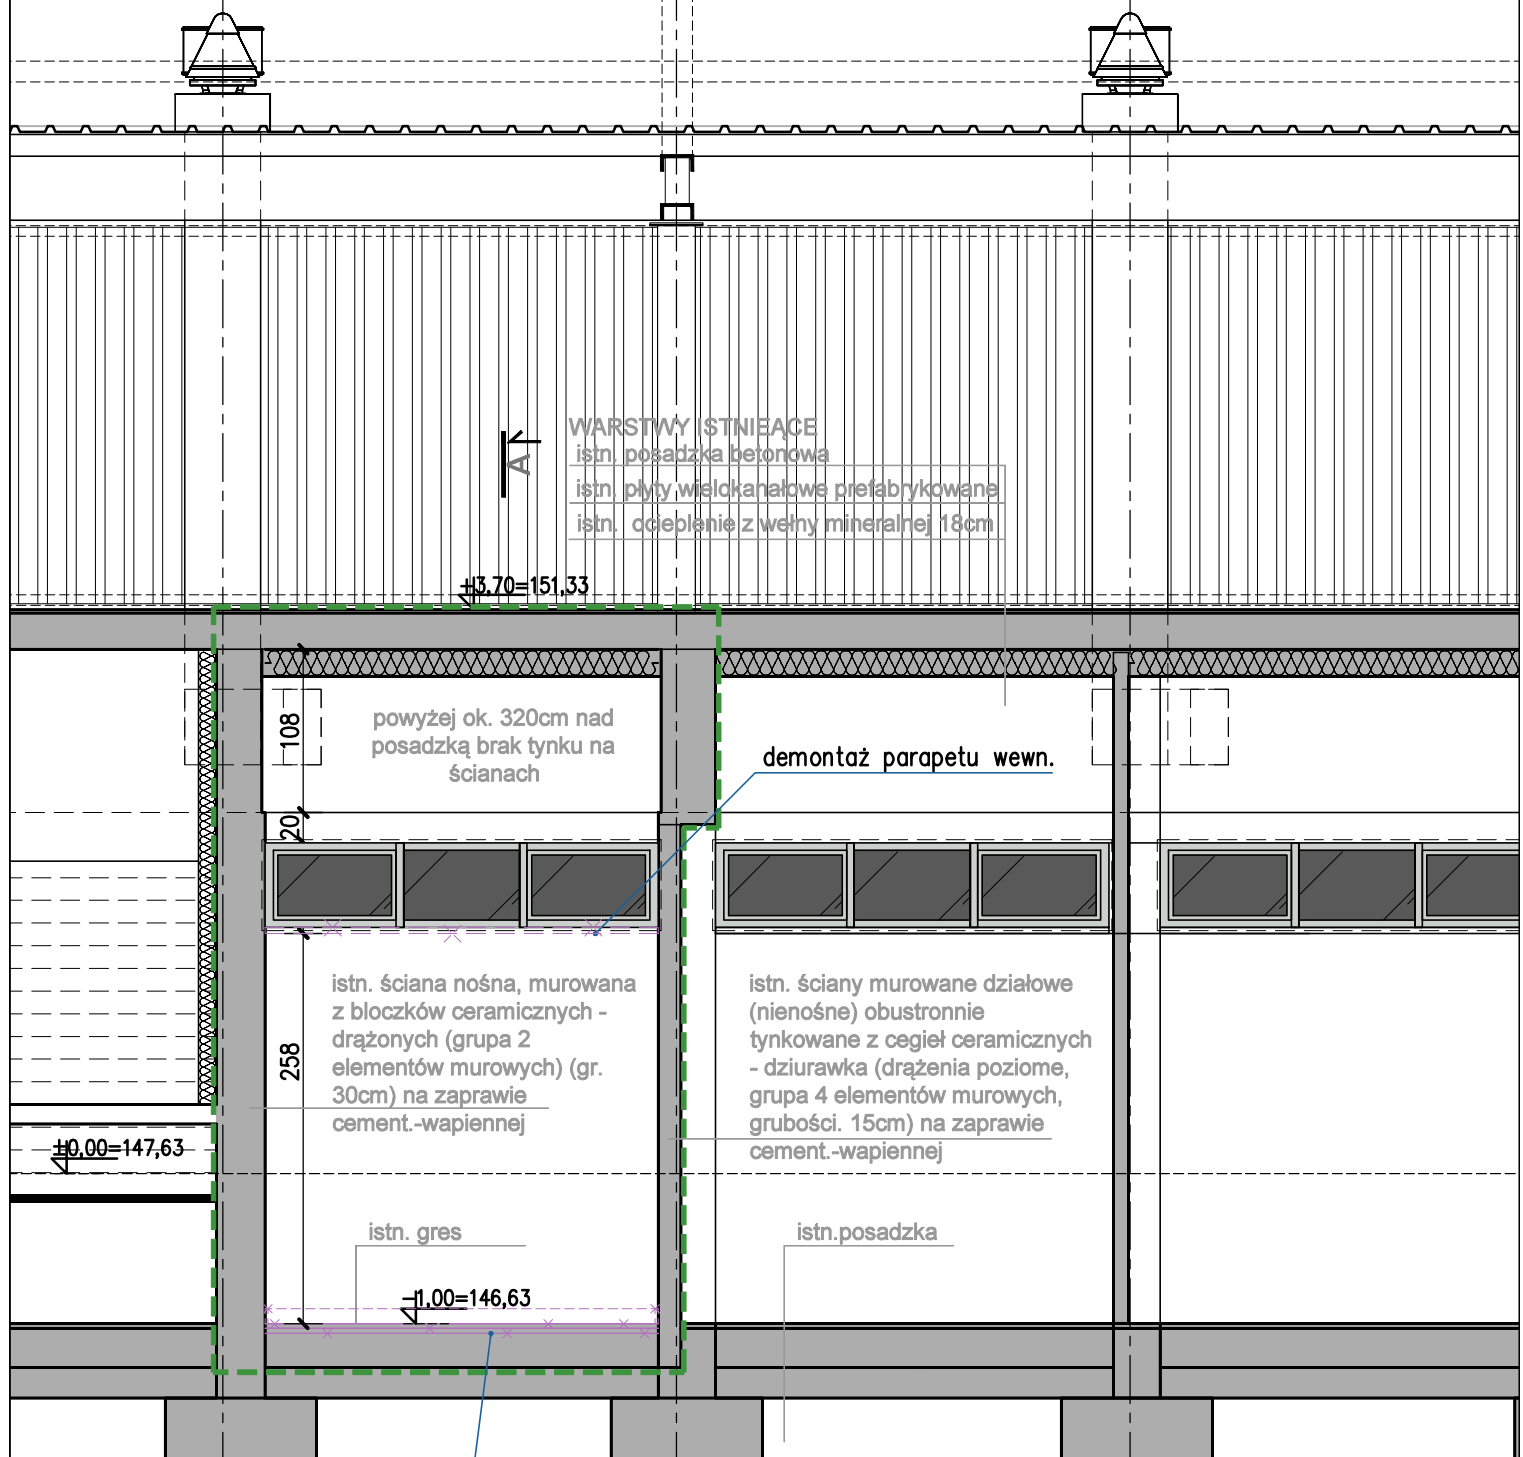 WARSTWY ISTNIEĄCE
istn. posadzka betonowa
istn. płyty wielokanałowe prefabrykowane
istn. ocieplenie z wełny mineralnej 18cm
A
+3,70=151,33
108
powyżej ok. 320cm nad
posadzką brak tynku na
ścianach
demontaż parapetu wewn.
20
istn. ściana nośna, murowana
z bloczków ceramicznych -
drążonych (grupa 2
elementów murowych) (gr.
30cm) na zaprawie
cement.-wapiennej
istn. ściany murowane działowe
(nienośne) obustronnie
tynkowane z cegieł ceramicznych
- dziurawka (drążenia poziome,
grupa 4 elementów murowych,
grubości. 15cm) na zaprawie
cement.-wapiennej
258
±0,00=147,63
istn. gres
istn.posadzka
-1,00=146,63